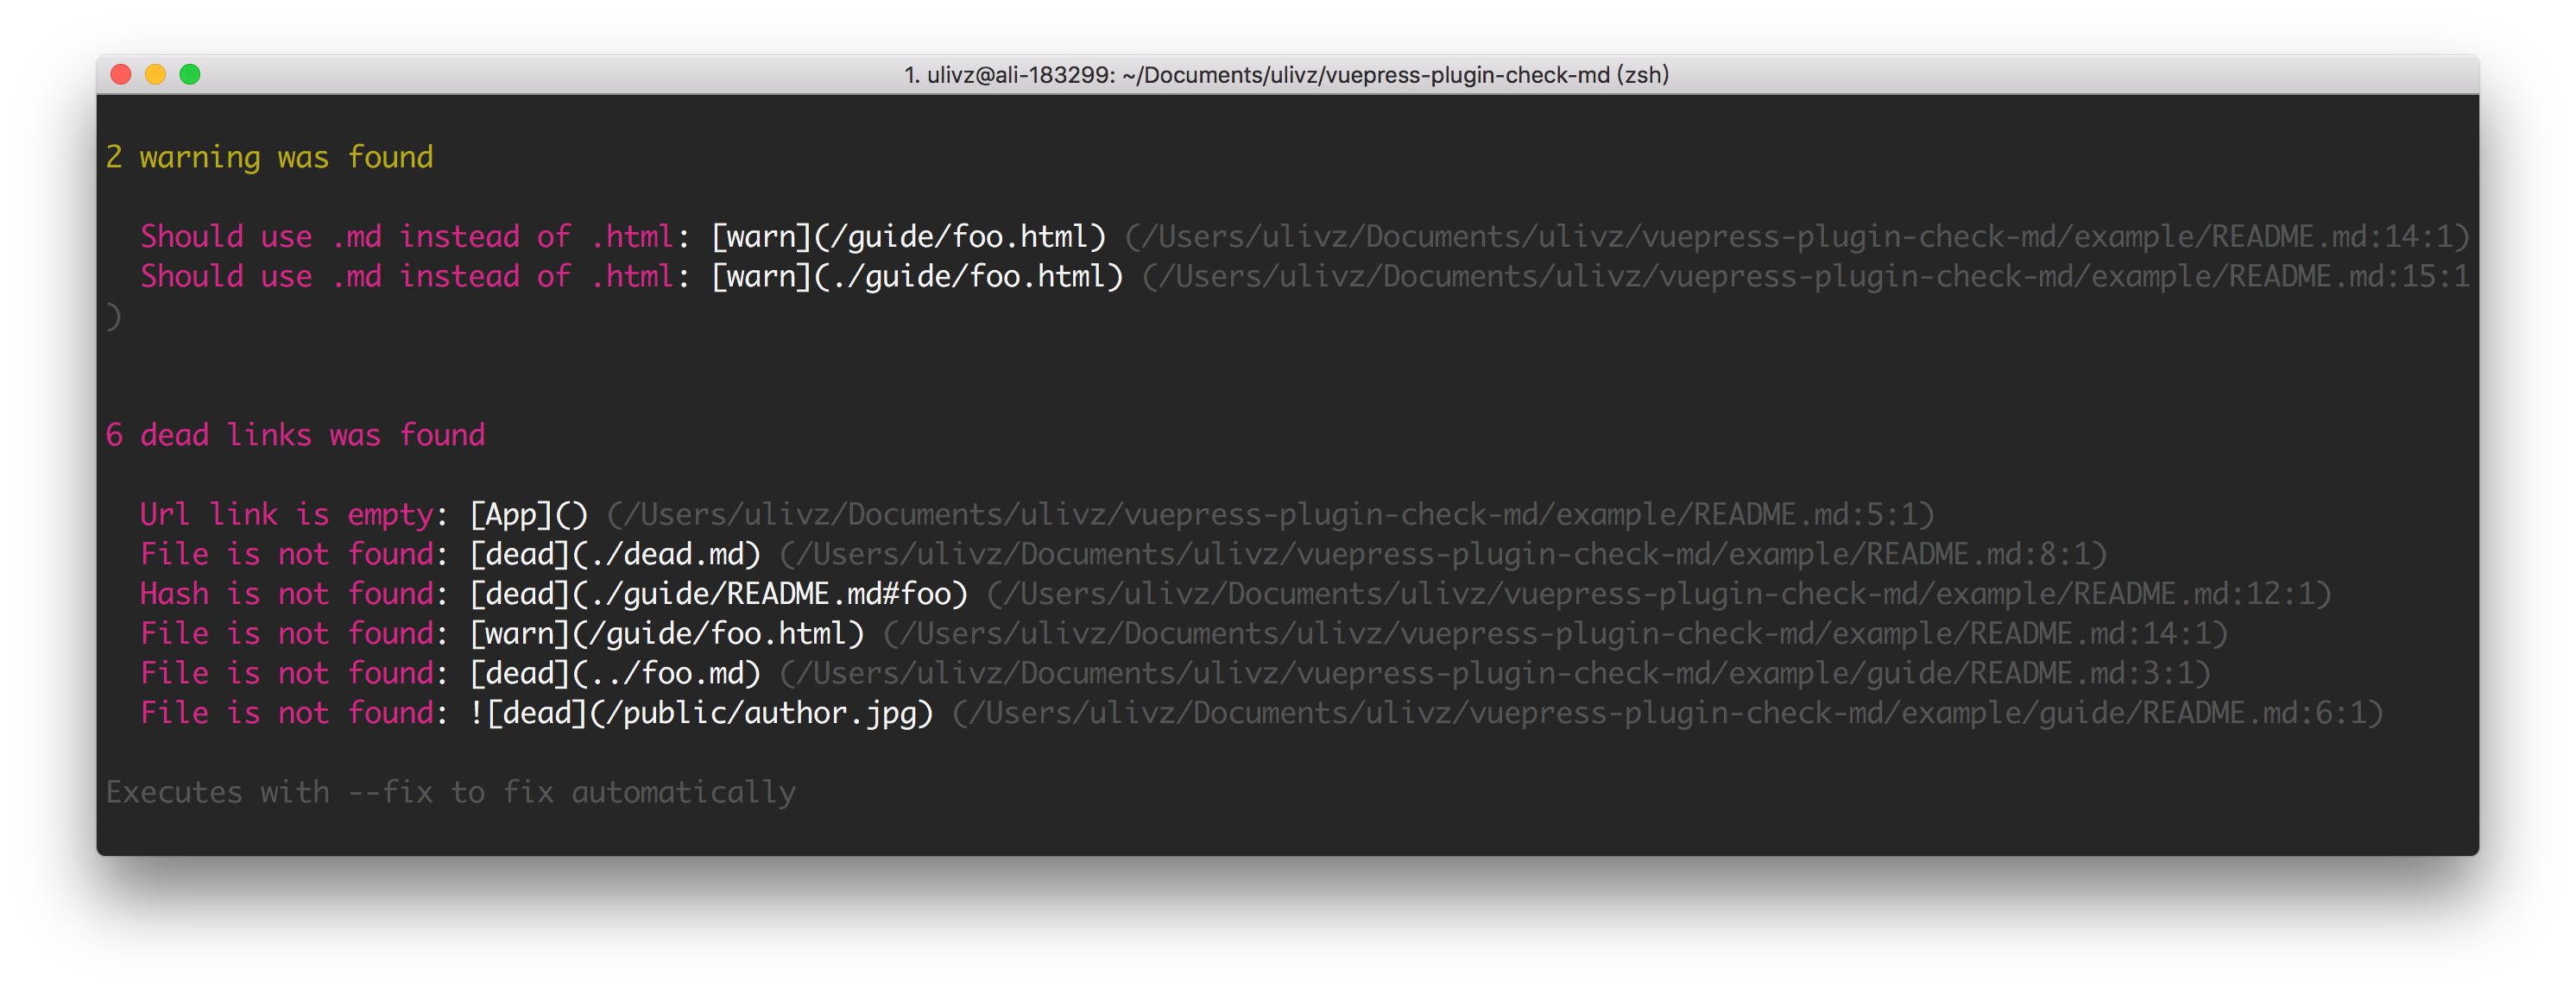 1. ulivz@ali-183299: ~/Documents/ulivz/vuepress-plugin-check-md (zsh)
2 warning was found
Should use .md instead of .html: [warn](/guide/foo.html) (/Users/ulivz/Documents/ulivz/vuepress-plugin-check-md/example/README.md:14:1)
Should use .md instead of .html: [warn](./guide/foo.html) (/Users/ulivz/Documents/ulivz/vuepress-plugin-check-md/example/README.md:15:1
)
6 dead links was found
Url link is empty: [App]() (/Users/ulivz/Documents/ulivz/vuepress-plugin-check-md/example/README.md:5:1)
File is not found: [dead](./dead.md) (/Users/ulivz/Documents/ulivz/vuepress-plugin-check-md/example/README.md:8:1)
Hash is not found: [dead](./guide/README.md#foo) (/Users/ulivz/Documents/ulivz/vuepress-plugin-check-md/example/README.md:12:1)
File is not found: [warn](/guide/foo.html) (/Users/ulivz/Documents/ulivz/vuepress-plugin-check-md/example/README.md:14:1)
File is not found: [dead](../foo.md) (/Users/ulivz/Documents/ulivz/vuepress-plugin-check-md/example/guide/README.md:3:1)
File is not found: ![dead](/public/author.jpg) (/Users/ulivz/Documents/ulivz/vuepress-plugin-check-md/example/guide/README.md:6:1)
Executes with --fix to fix automatically